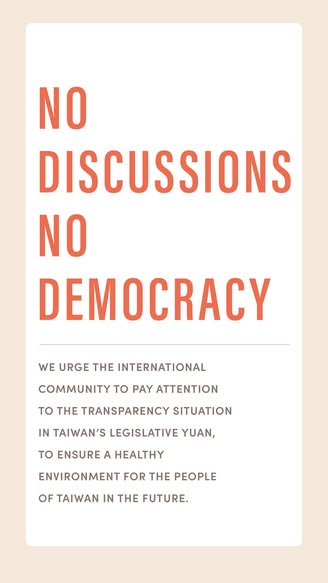 NO
DISCUSSIONS
NO
DEMOCRACY
WE URGE THE INTERNATIONAL
COMMUNITY TO PAY ATTENTION
TO THE TRANSPARENCY SITUATION
IN TAIWAN'S LEGISLATIVE YUAN,
TO ENSURE A HEALTHY
ENVIRONMENT FOR THE PEOPLE
OF TAIWAN IN THE FUTURE.